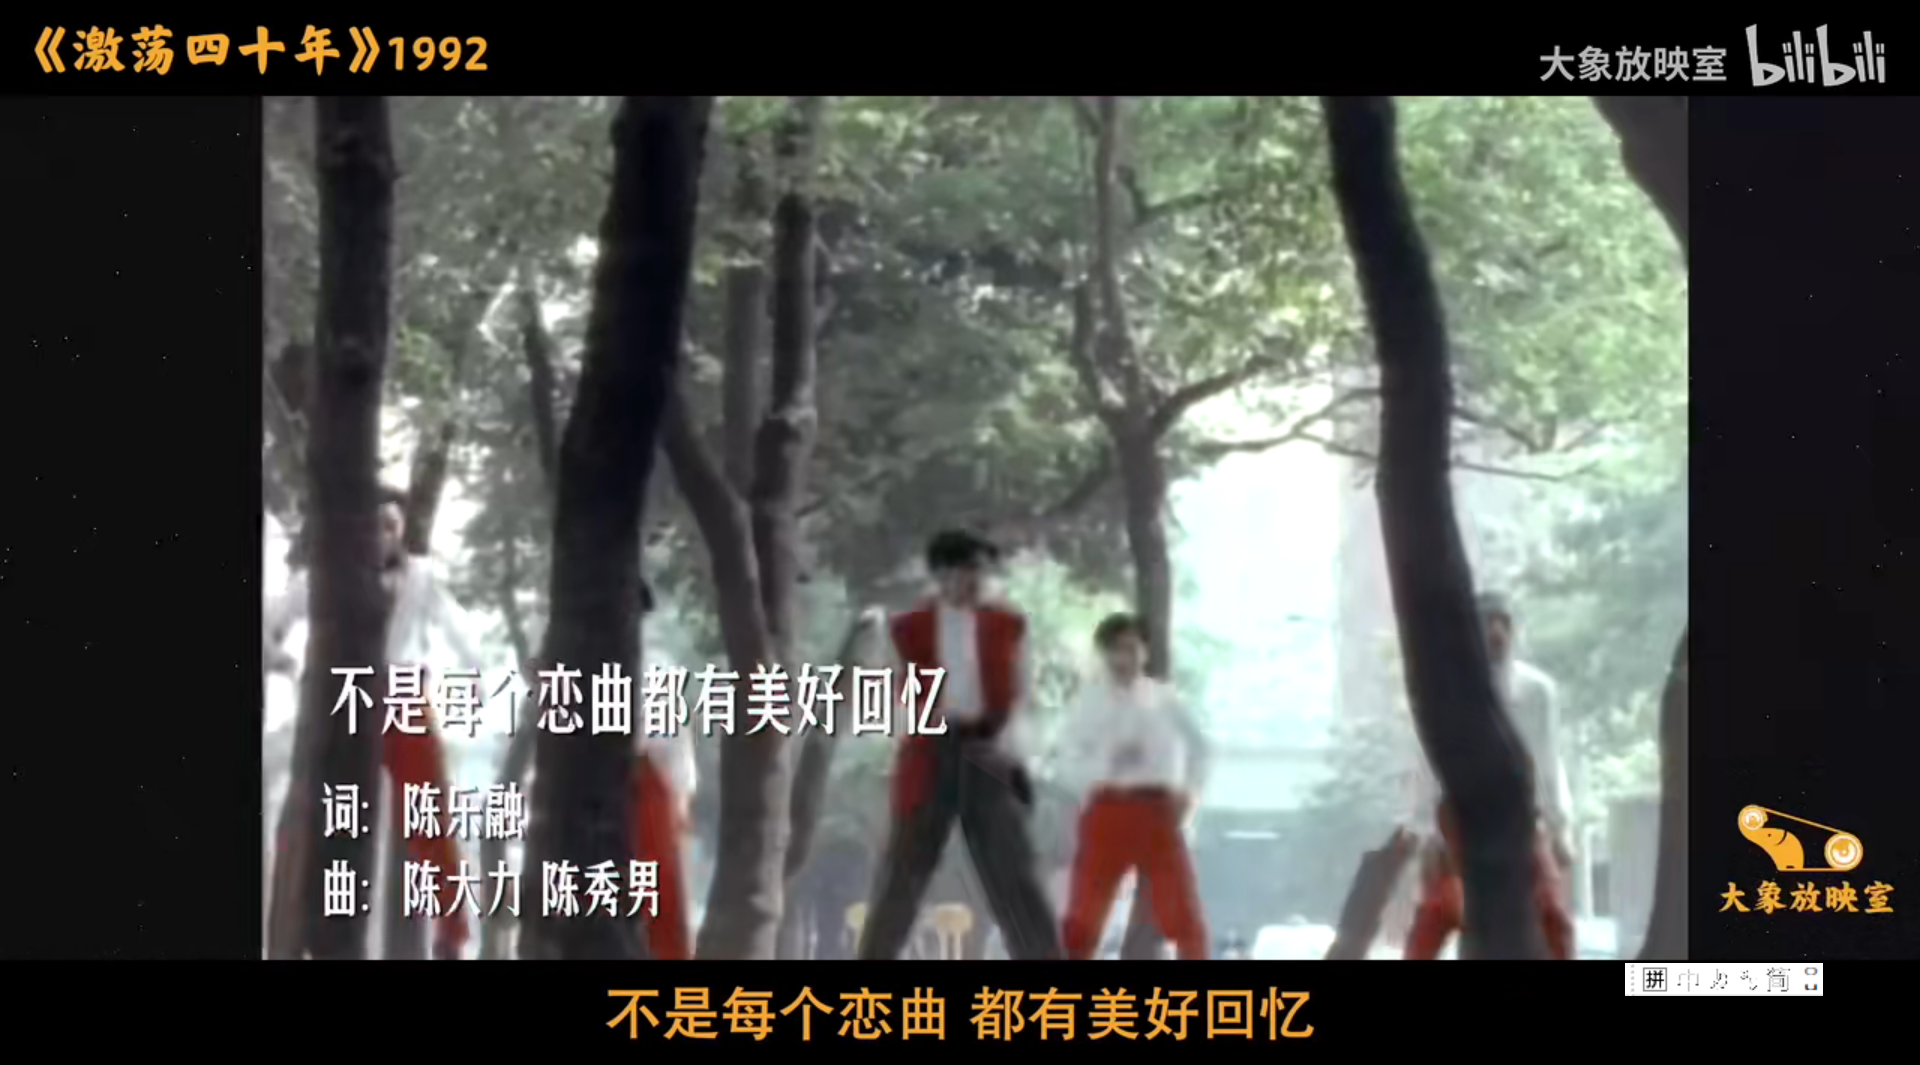 《激荡四十年》1992
大象放映室 bilibili
不是每个恋曲都有美好回忆
词: 陈乐融
曲: 陈大力 陈秀男
大象放映室
拼 中 简
不是每个恋曲 都有美好回忆